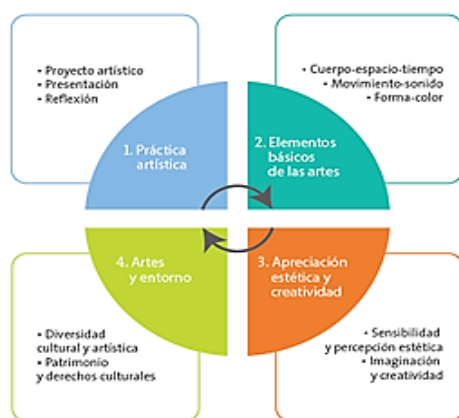 • Proyecto artístico
• Presentación
• Reflexión
1. Práctica
artística
• Cuerpo-espacio-tiempo
• Movimiento-sonido
• Forma-color
2. Elementos
básicos
de las artes
4. Artes
y entorno
• Diversidad
cultural y artística
• Patrimonio
y derechos culturales
3. Apreciación
estética y
creatividad
• Sensibilidad
y percepción estética
• Imaginación
y creatividad